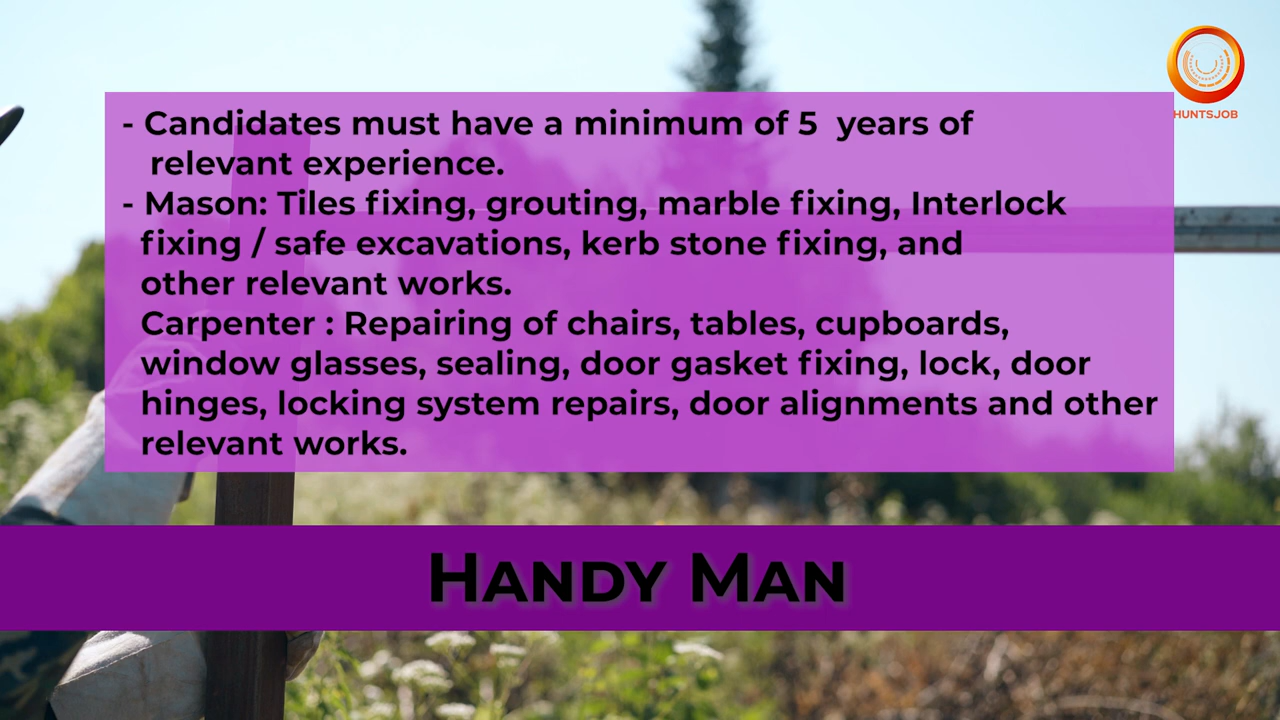 HUNTSJOB
- Candidates must have a minimum of 5  years of
relevant experience.
- Mason: Tiles fixing, grouting, marble fixing, Interlock
fixing / safe excavations, kerb stone fixing, and
other relevant works.
Carpenter : Repairing of chairs, tables, cupboards,
window glasses, sealing, door gasket fixing, lock, door
hinges, locking system repairs, door alignments and other
relevant works.
Handy Man